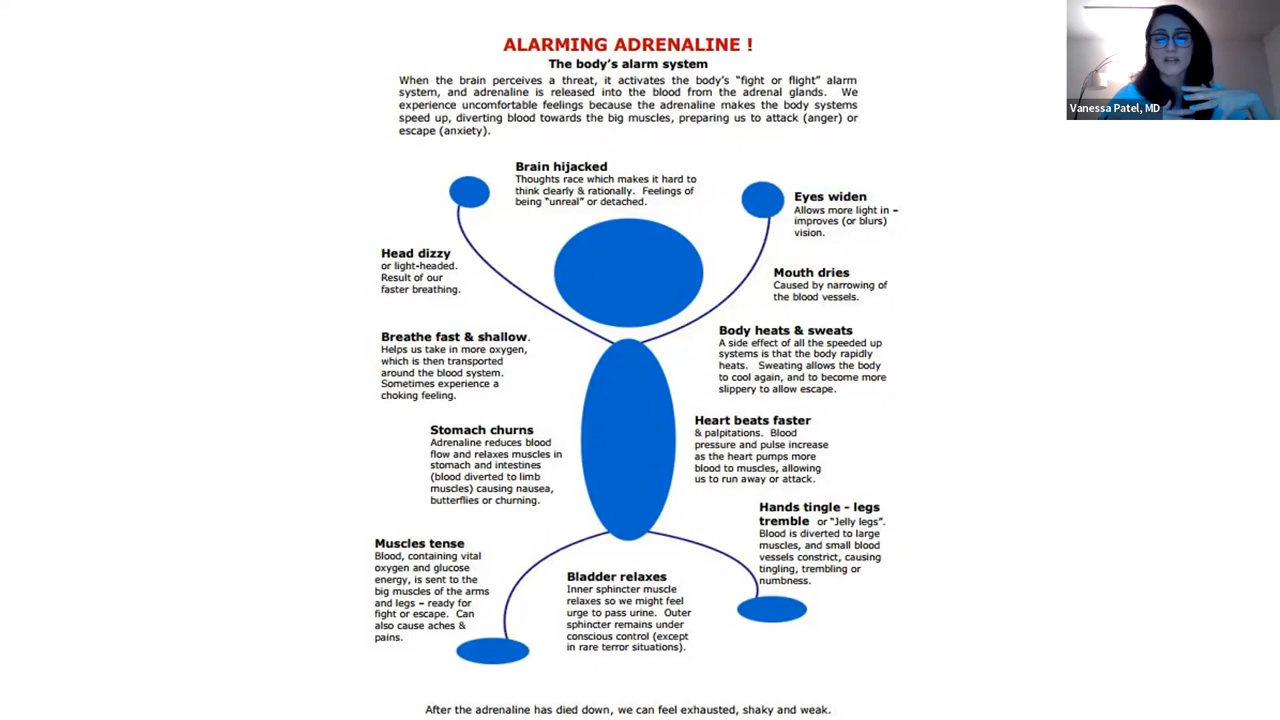 ALARMING ADRENALINE !
The body's alarm system
When the brain perceives a threat, it activates the body's "fight or flight" alarm
system, and adrenaline is released into the blood from the adrenal glands. We
experience uncomfortable feelings because the adrenaline makes the body systems
speed up, diverting blood towards the big muscles, preparing us to attack (anger) or
escape (anxiety).
Vanessa Patel, MD
Brain hijacked
Thoughts race which makes it hard to
think clearly & rationally. Feelings of
being "unreal" or detached.
Eyes widen
Allows more light in –
improves (or blurs)
vision.
Head dizzy
or light-headed.
Result of our
faster breathing.
Mouth dries
Caused by narrowing of
the blood vessels.
Breathe fast & shallow.
Helps us take in more oxygen,
which is then transported
around the blood system.
Sometimes experience a
choking feeling.
Body heats & sweats
A side effect of all the speeded up
systems is that the body rapidly
heats. Sweating allows the body
to cool again, and to become more
slippery to allow escape.
Stomach churns
Adrenaline reduces blood
flow and relaxes muscles in
stomach and intestines
(blood diverted to limb
muscles) causing nausea,
butterflies or churning.
Heart beats faster
& palpitations. Blood
pressure and pulse increase
as the heart pumps more
blood to muscles, allowing
us to run away or attack.
Hands tingle – legs
tremble or "Jelly legs".
Blood is diverted to large
muscles, and small blood
vessels constrict, causing
tingling, trembling or
numbness.
Muscles tense
Blood, containing vital
oxygen and glucose
energy, is sent to the
big muscles of the arms
and legs – ready for
fight or escape. Can
also cause aches &
pains.
Bladder relaxes
Inner sphincter muscle
relaxes so we might feel
urge to pass urine. Outer
sphincter remains under
conscious control (except
in rare terror situations).
After the adrenaline has died down, we can feel exhausted, shaky and weak.